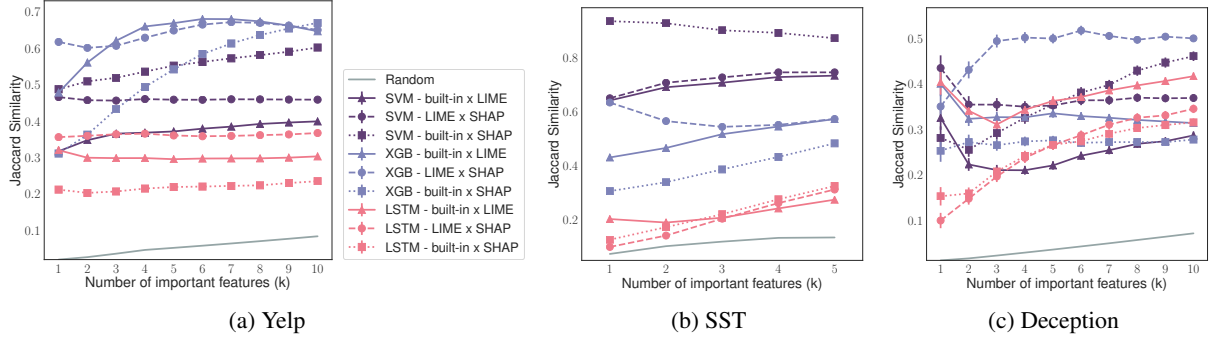 Jaccard Similarity
0.7
0.6
0.5
0.4
0.3
0.2
0.1
1 2 3 4 5 6 7 8 9 10
Number of important features (k)
(a) Yelp
Random
SVM - built-in x LIME
SVM - LIME x SHAP
SVM - built-in x SHAP
XGB - built-in x LIME
XGB - LIME x SHAP
XGB - built-in x SHAP
LSTM - built-in x LIME
LSTM - LIME x SHAP
LSTM - built-in x SHAP
Jaccard Similarity
0.8
0.6
0.4
0.2
1 2 3 4 5
Number of important features (k)
(b) SST
Jaccard Similarity
0.5
0.4
0.3
0.2
0.1
1 2 3 4 5 6 7 8 9 10
Number of important features (k)
(c) Deception